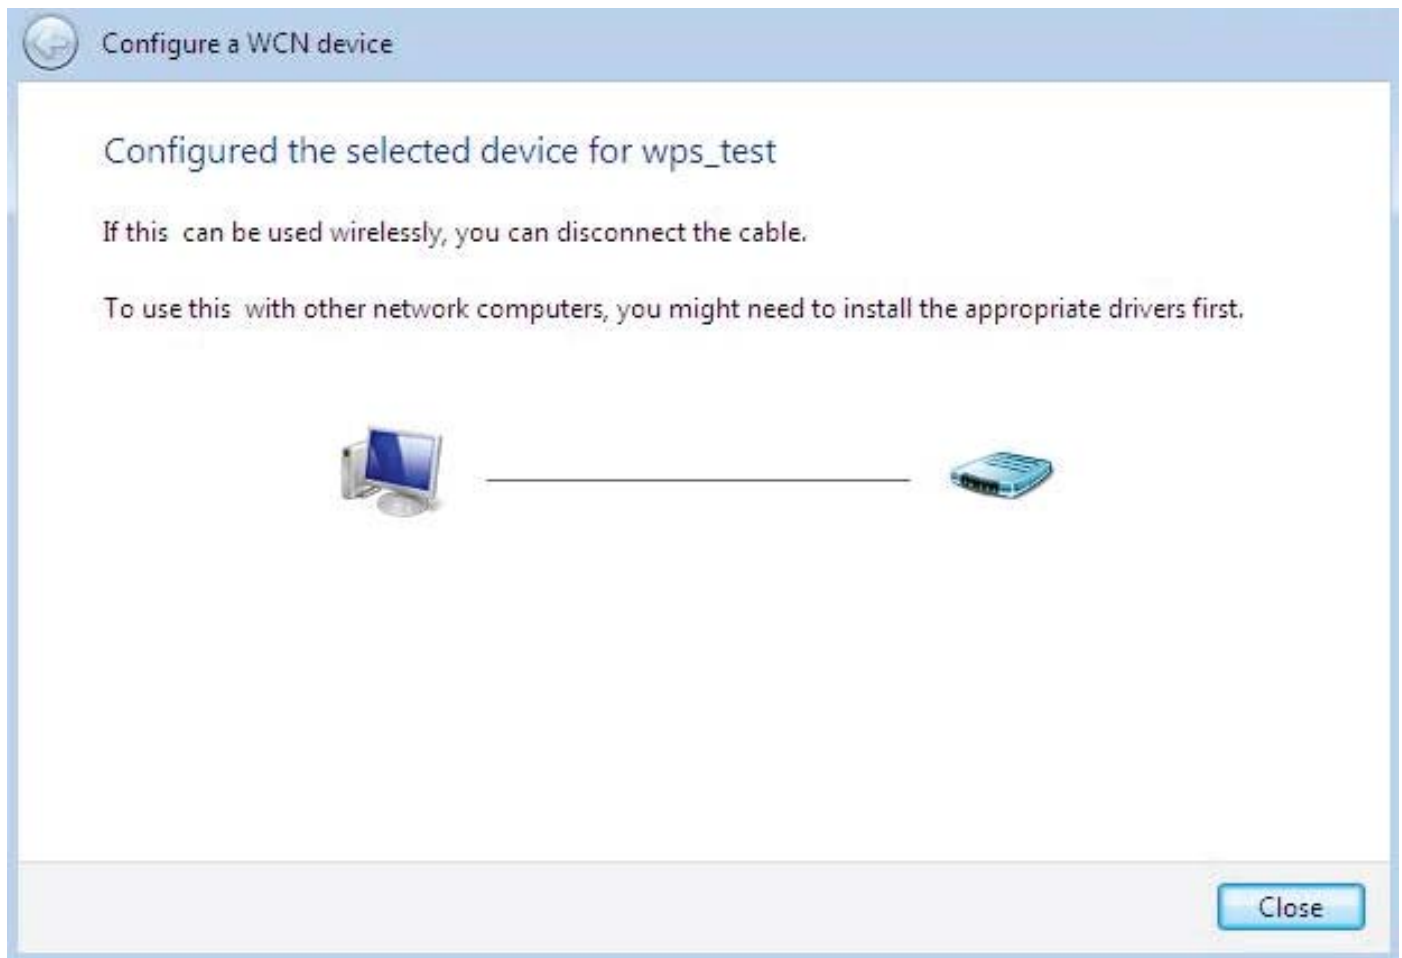 Configure a WCN device
Configured the selected device for wps_test
If this can be used wirelessly, you can disconnect the cable.
To use this with other network computers, you might need to install the appropriate drivers first.
Close